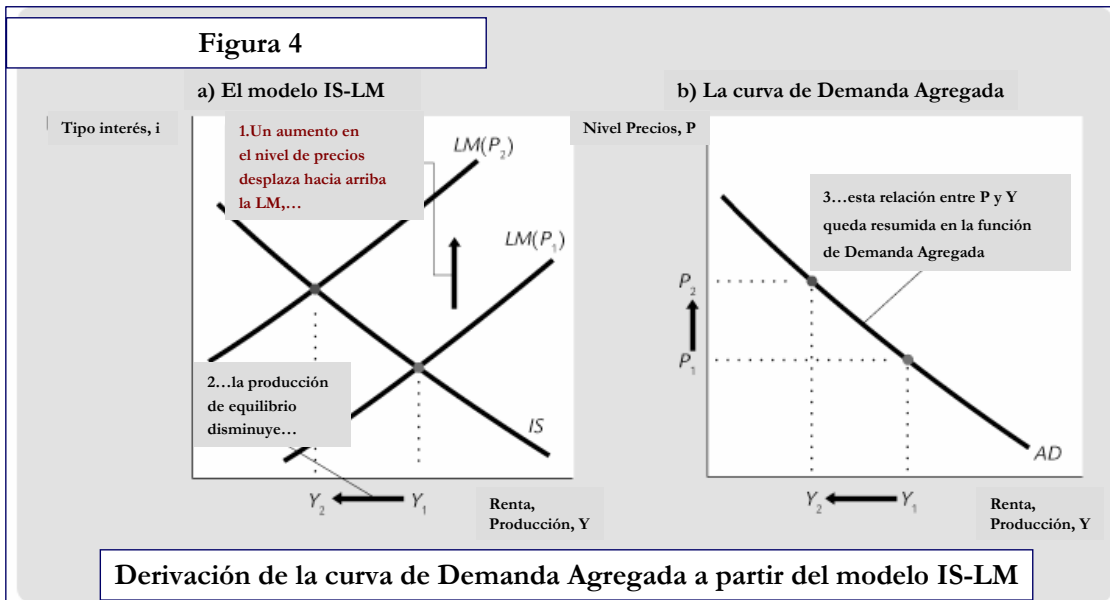 Figura 4
a) El modelo IS-LM
b) La curva de Demanda Agregada
Tipo interés, i
1.Un aumento en
el nivel de precios
desplaza hacia arriba
la LM,…
LM(P₂)
LM(P₁)
2…la producción
de equilibrio
disminuye…
IS
Y₂
Y₁
Renta,
Producción, Y
Nivel Precios, P
3…esta relación entre P y Y
queda resumida en la función
de Demanda Agregada
P₂
P₁
AD
Y₂
Y₁
Renta,
Producción, Y
Derivación de la curva de Demanda Agregada a partir del modelo IS-LM